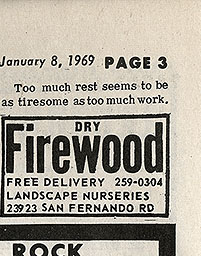 January 8, 1969 PAGE 3
Too much rest seems to be
as tiresome as too much work.
DRY
Firewood
FREE DELIVERY 259-0304
LANDSCAPE NURSERIES
23923 SAN FERNANDO RD
ROCK